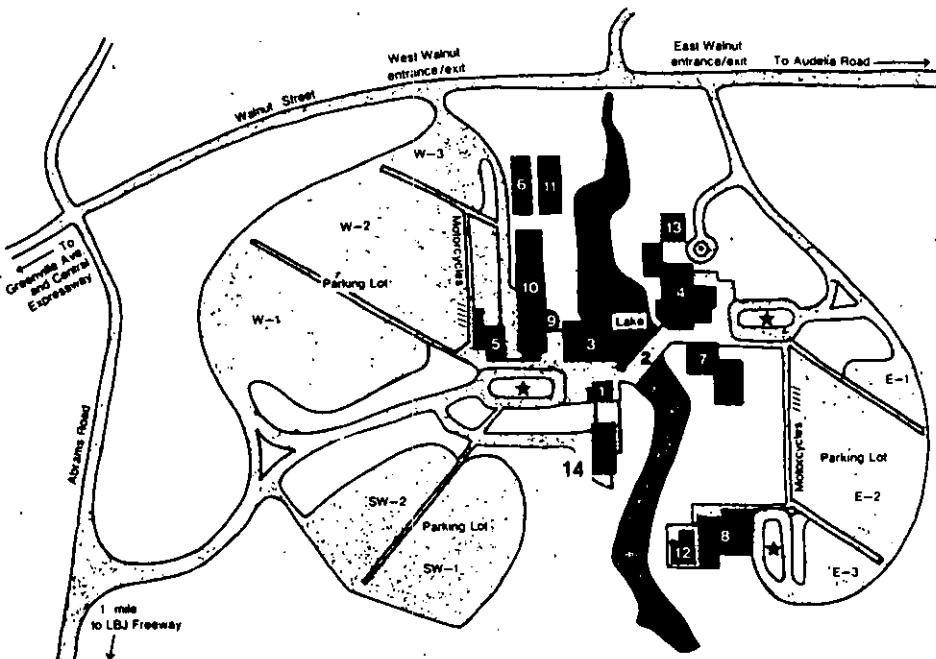 West Walnut
entrance/exit
East Walnut
entrance/exit
To Audelia Road
Walnut Street
W-3
6
11
To
Greenville Ave.
and Central
Expressway
W-2
Motorcycles
13
Parking Lot
10
4
W-1
9
Lake
5
3
2
7
1
E-1
Abrams Road
Motorcycles
Parking Lot
14
E-2
SW-2
Parking Lot
8
12
SW-1
E-3
1 mile
to LBJ Freeway